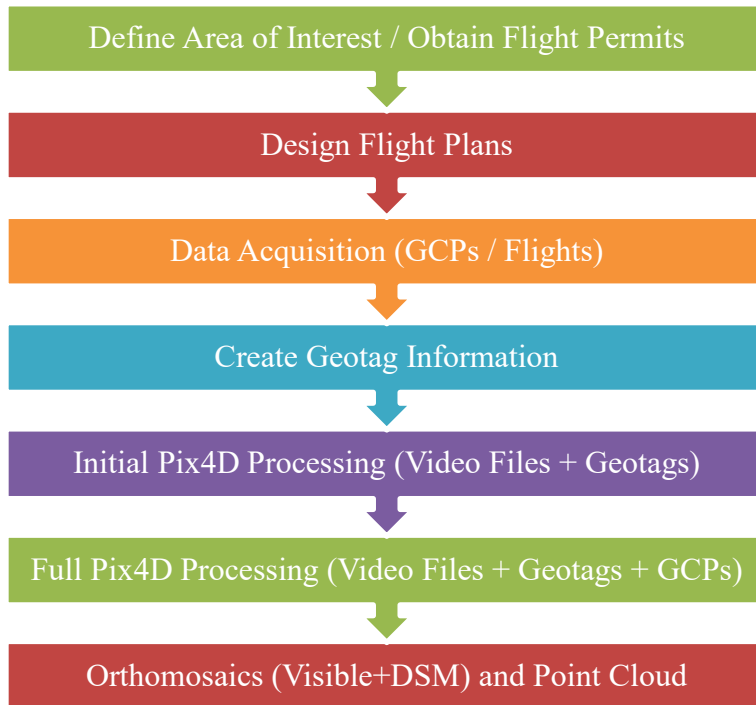 Define Area of Interest / Obtain Flight Permits
Design Flight Plans
Data Acquisition (GCPs / Flights)
Create Geotag Information
Initial Pix4D Processing (Video Files + Geotags)
Full Pix4D Processing (Video Files + Geotags + GCPs)
Orthomosaics (Visible+DSM) and Point Cloud